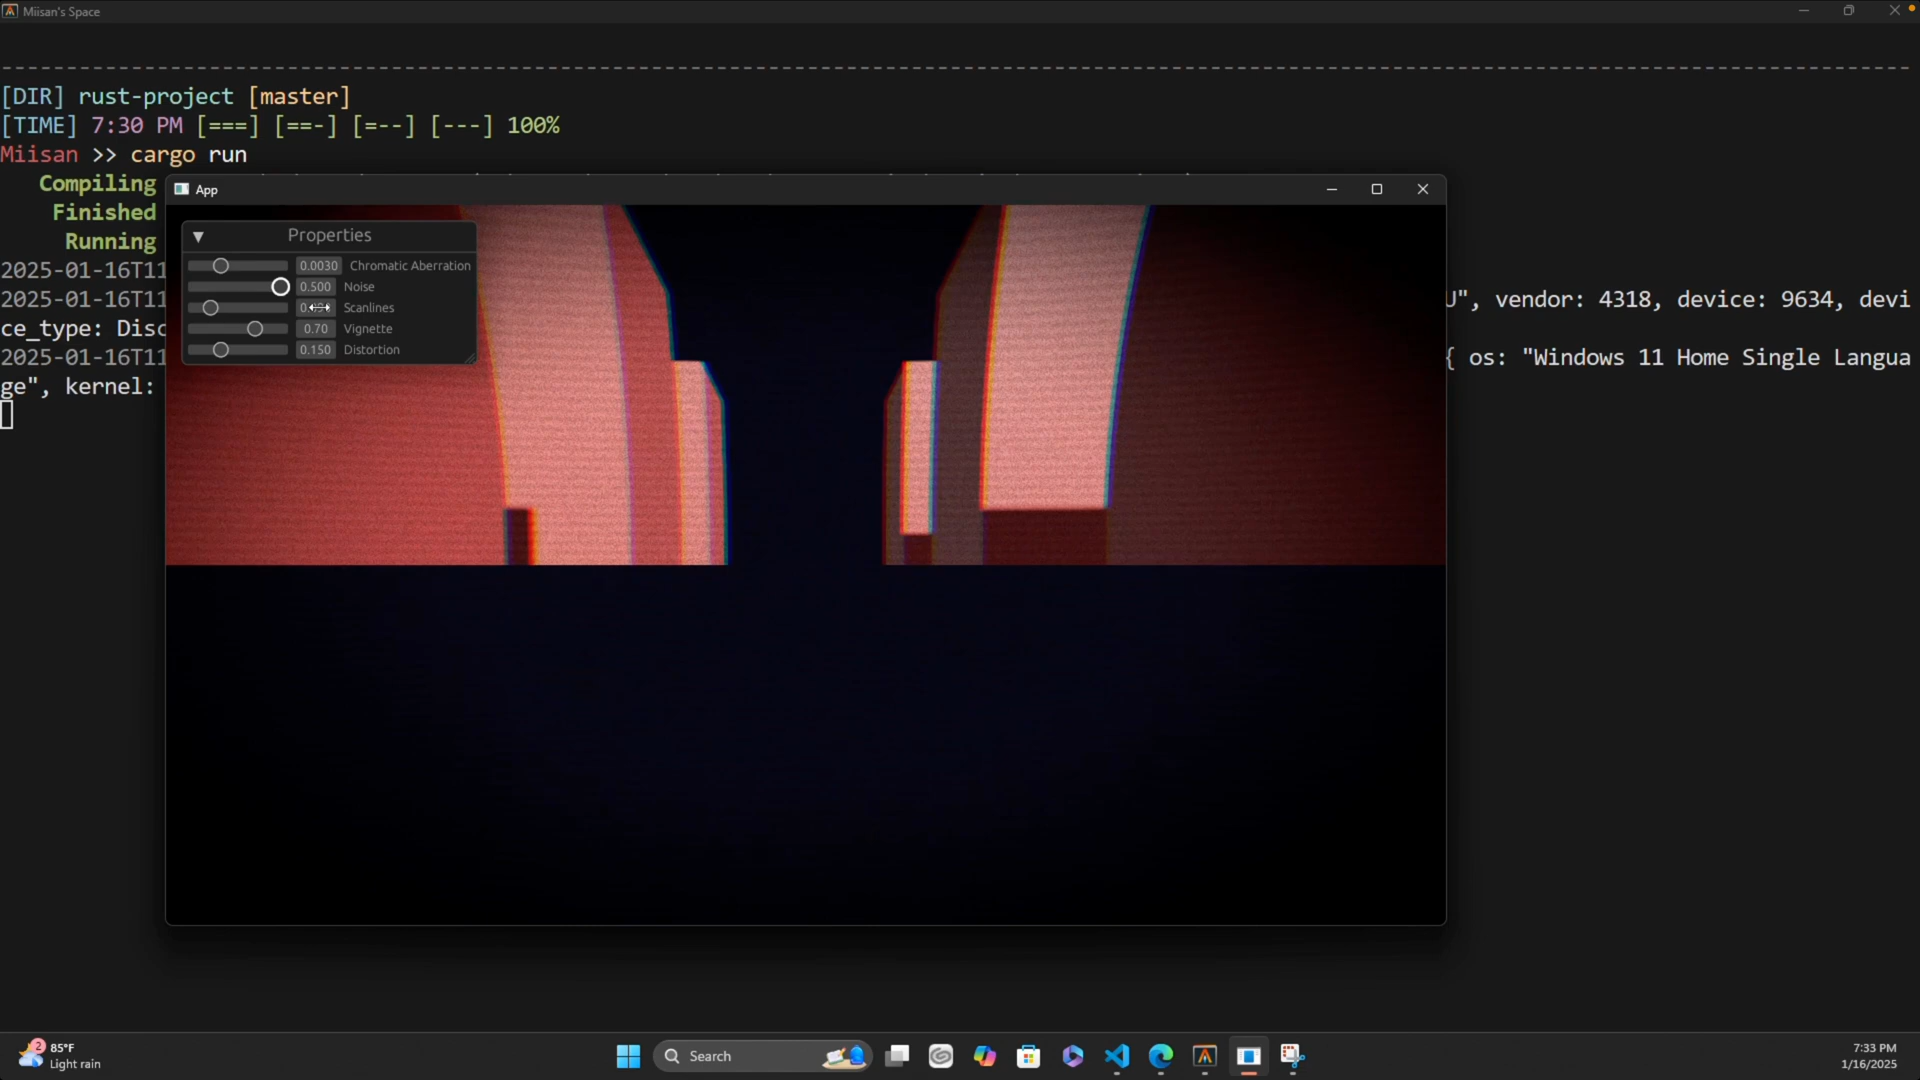 Miisan's Space
[DIR] rust-project [master]
[TIME] 7:30 PM [===] [==-] [=--] [---] 100%
Miisan >> cargo run
Compiling
Finished
Running
2025-01-16T11
2025-01-16T11 U", vendor: 4318, device: 9634, devi
ce_type: Disc
2025-01-16T11 { os: "Windows 11 Home Single Langua
ge", kernel:
App
Properties
0.0030 Chromatic Aberration
0.500 Noise
Scanlines
0.70 Vignette
0.150 Distortion
2
85°F
Light rain
Search
7:33 PM
1/16/2025